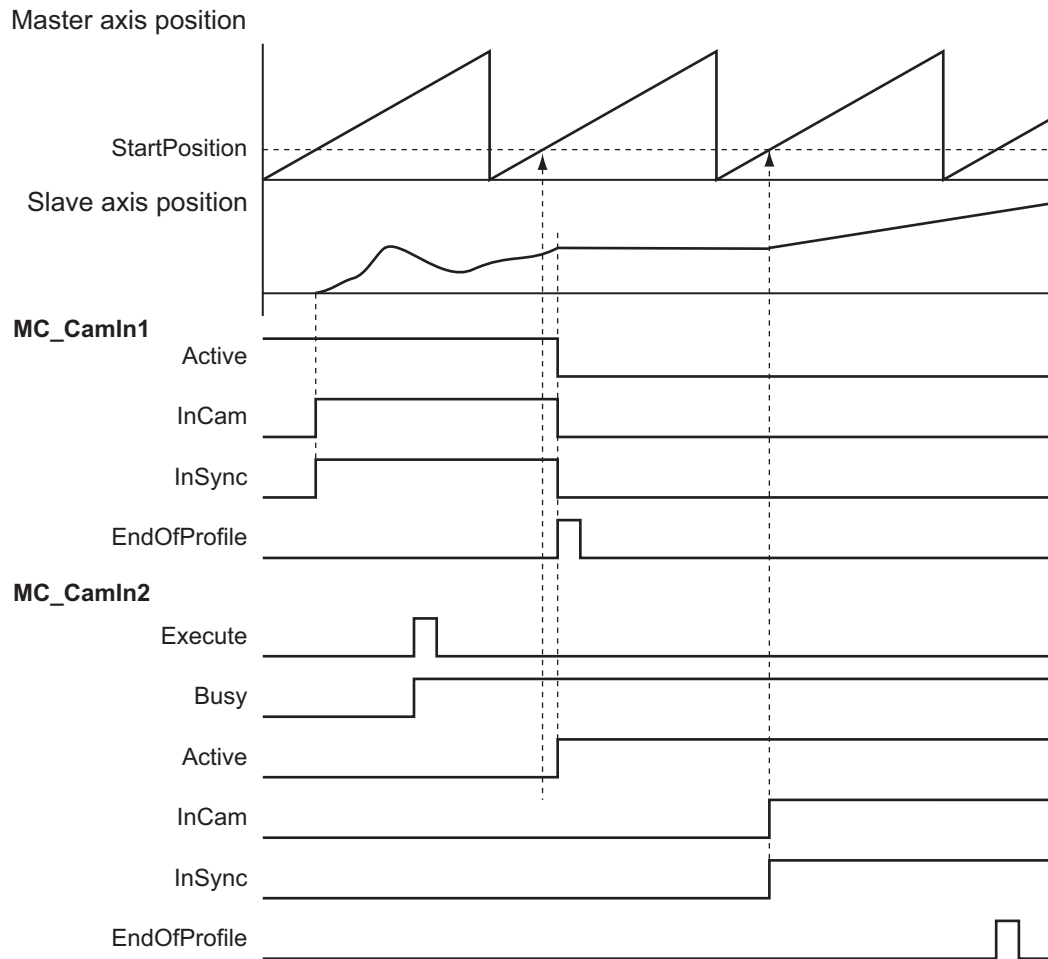 Master axis position
StartPosition
Slave axis position
MC_CamIn1
Active
InCam
InSync
EndOfProfile
MC_CamIn2
Execute
Busy
Active
InCam
InSync
EndOfProfile